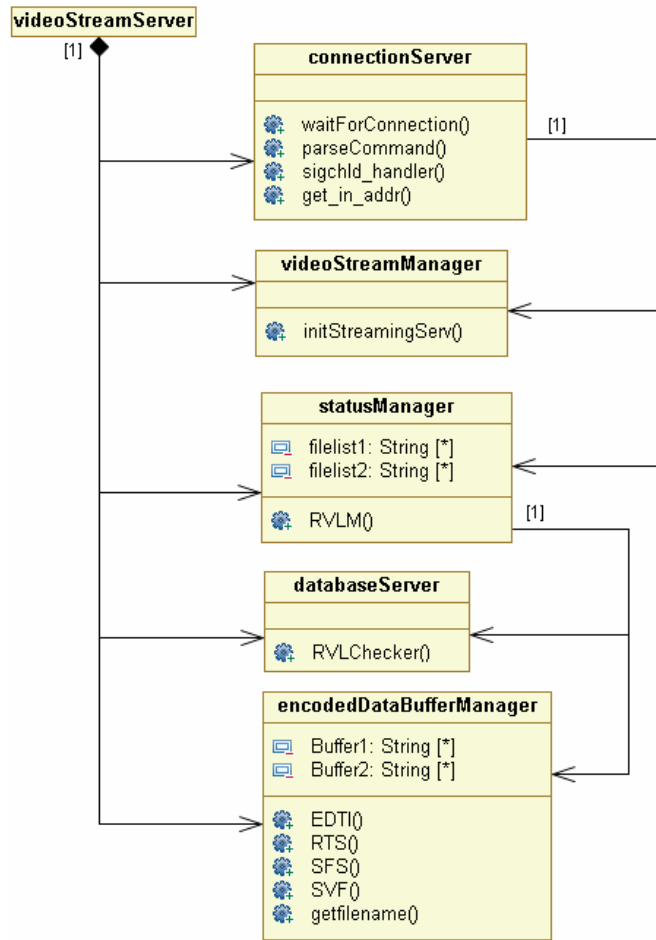 videoStreamServer
[1]
connectionServer
waitForConnection()
parseCommand()
sigchld_handler()
get_in_addr()
[1]
videoStreamManager
initStreamingServ()
statusManager
filelist1: String [*]
filelist2: String [*]
RVLM()
[1]
databaseServer
RVLChecker()
encodedDataBufferManager
Buffer1: String [*]
Buffer2: String [*]
EDTI()
RTS()
SFS()
SVF()
getfilename()